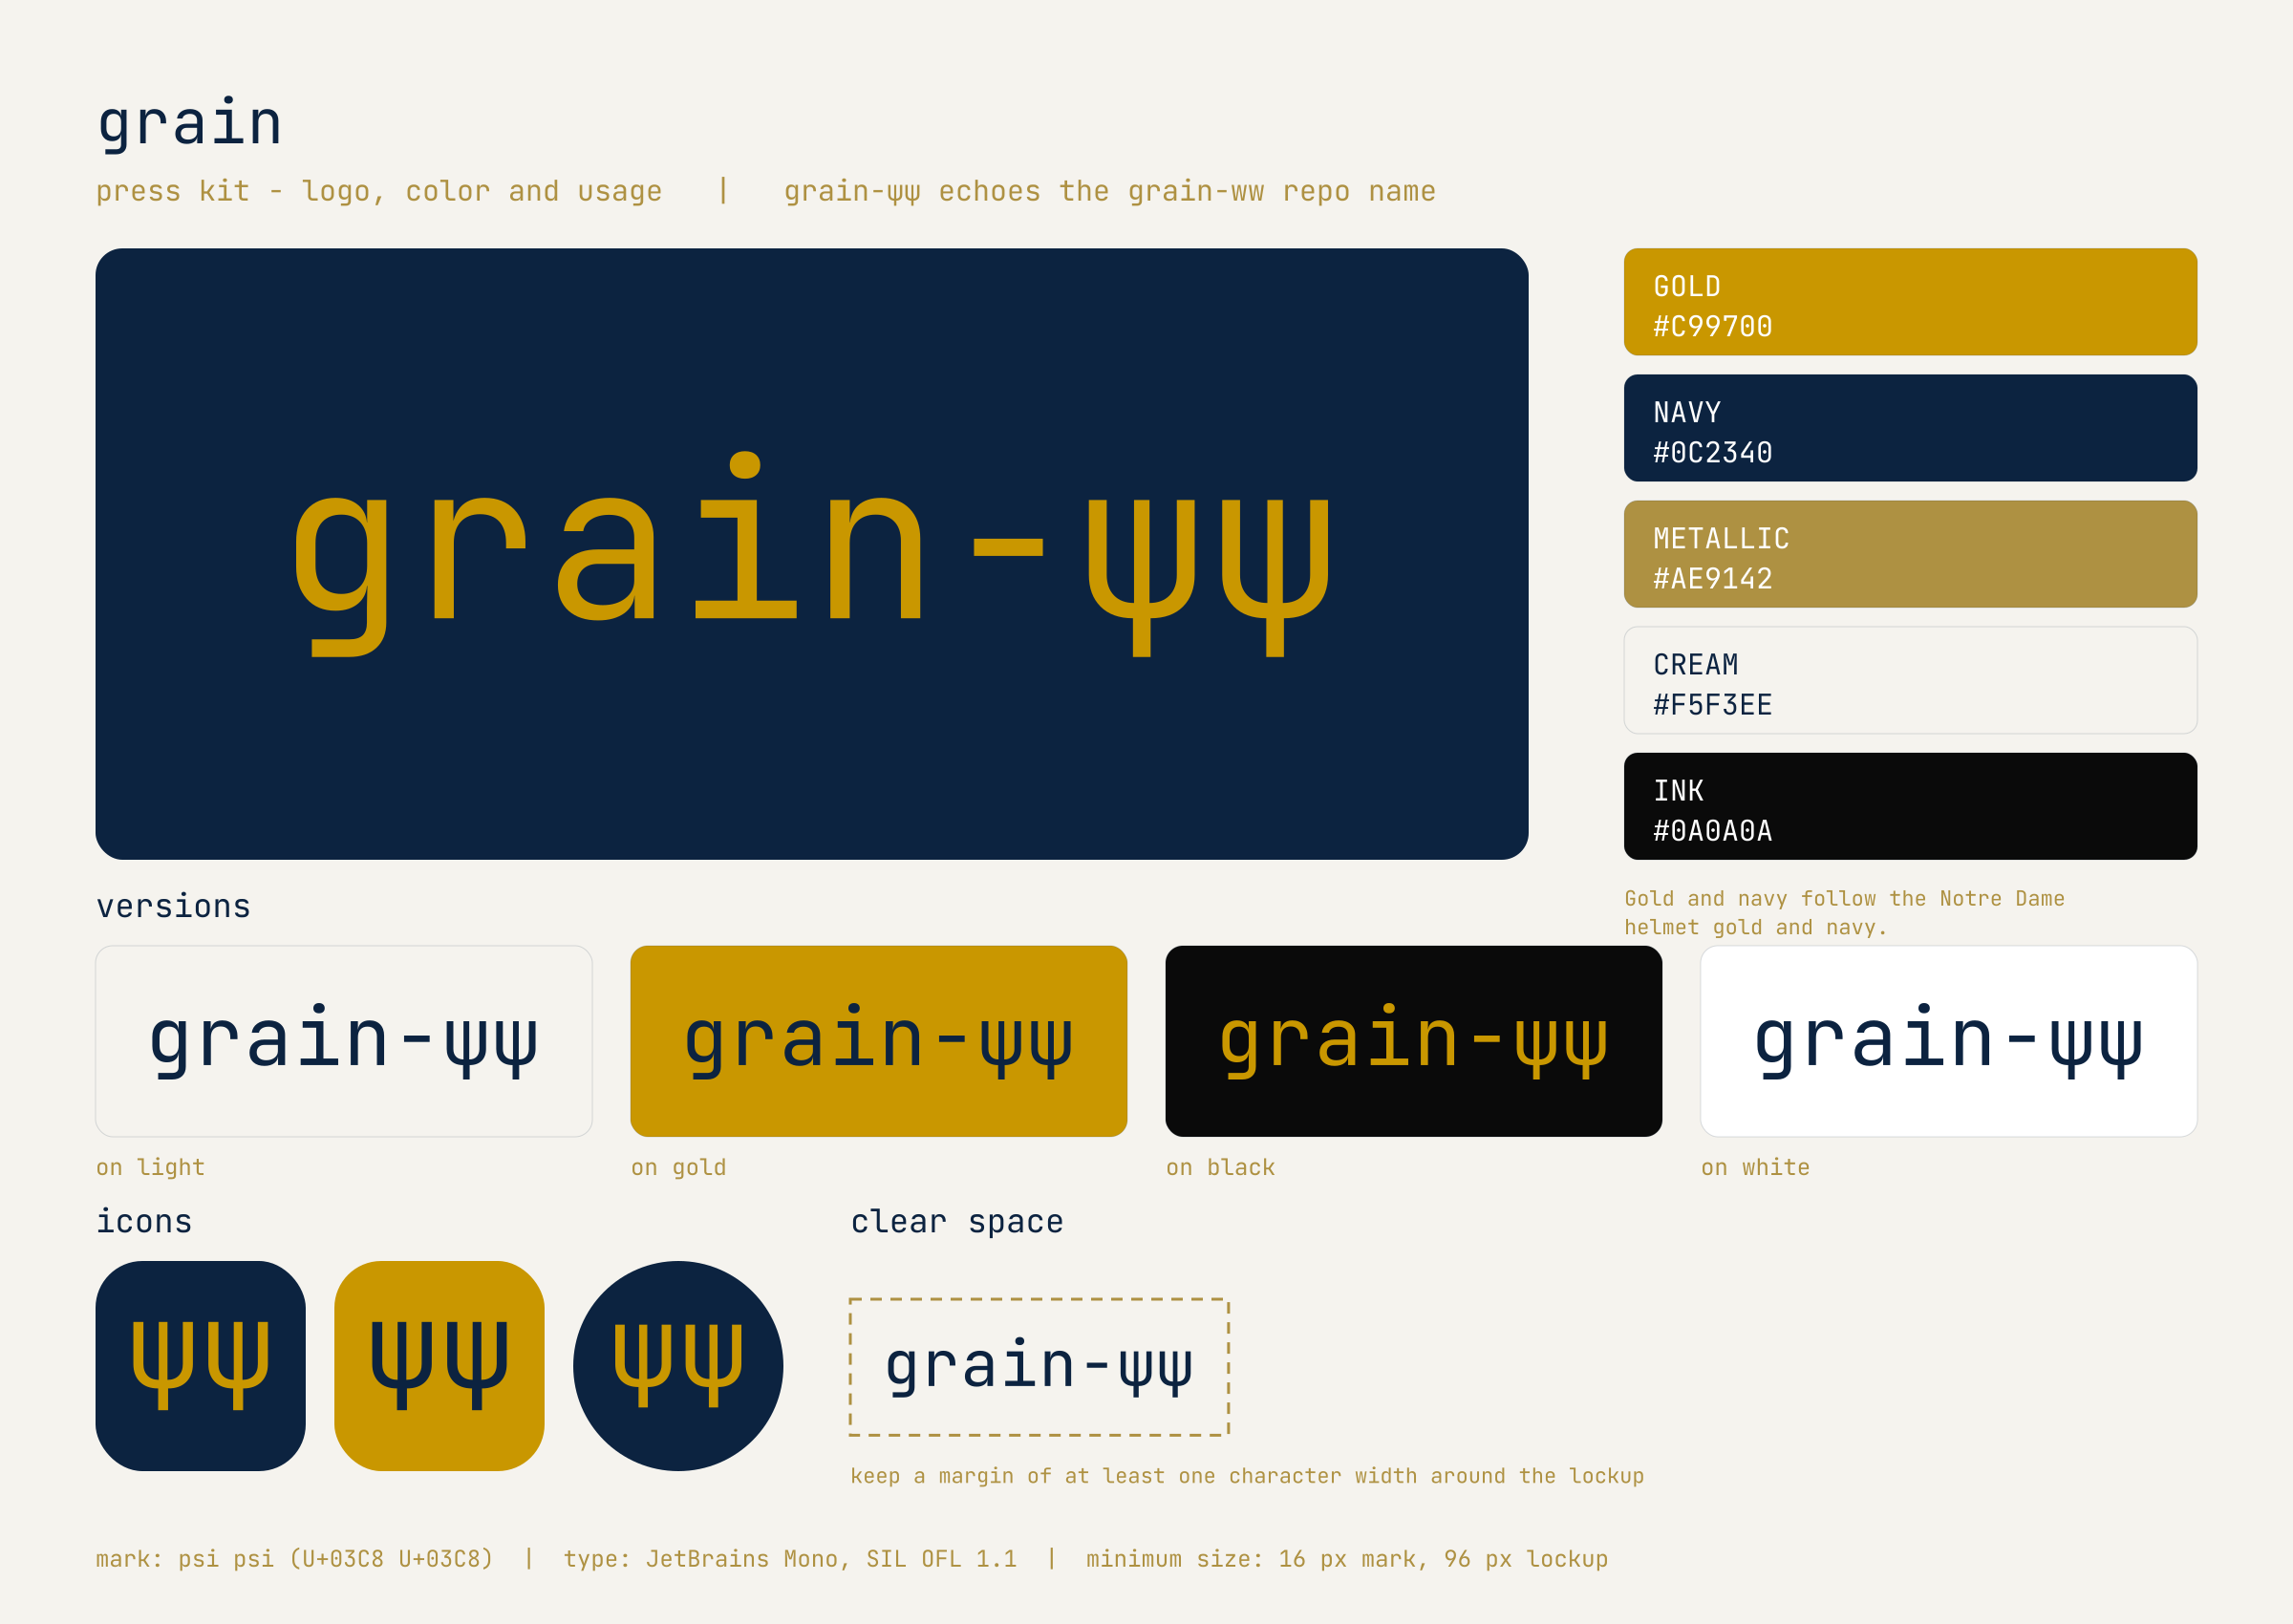 grain
press kit - logo, color and usage | grain-ψψ echoes the grain-ww repo name
grain-ψψ
GOLD
#C99700
NAVY
#0C2340
METALLIC
#AE9142
CREAM
#F5F3EE
INK
#0A0A0A
Gold and navy follow the Notre Dame
helmet gold and navy.
versions
grain-ψψ
grain-ψψ
grain-ψψ
grain-ψψ
on light
on gold
on black
on white
icons
ψψ
ψψ
ψψ
clear space
grain-ψψ
keep a margin of at least one character width around the lockup
mark: psi psi (U+03C8 U+03C8) | type: JetBrains Mono, SIL OFL 1.1 | minimum size: 16 px mark, 96 px lockup